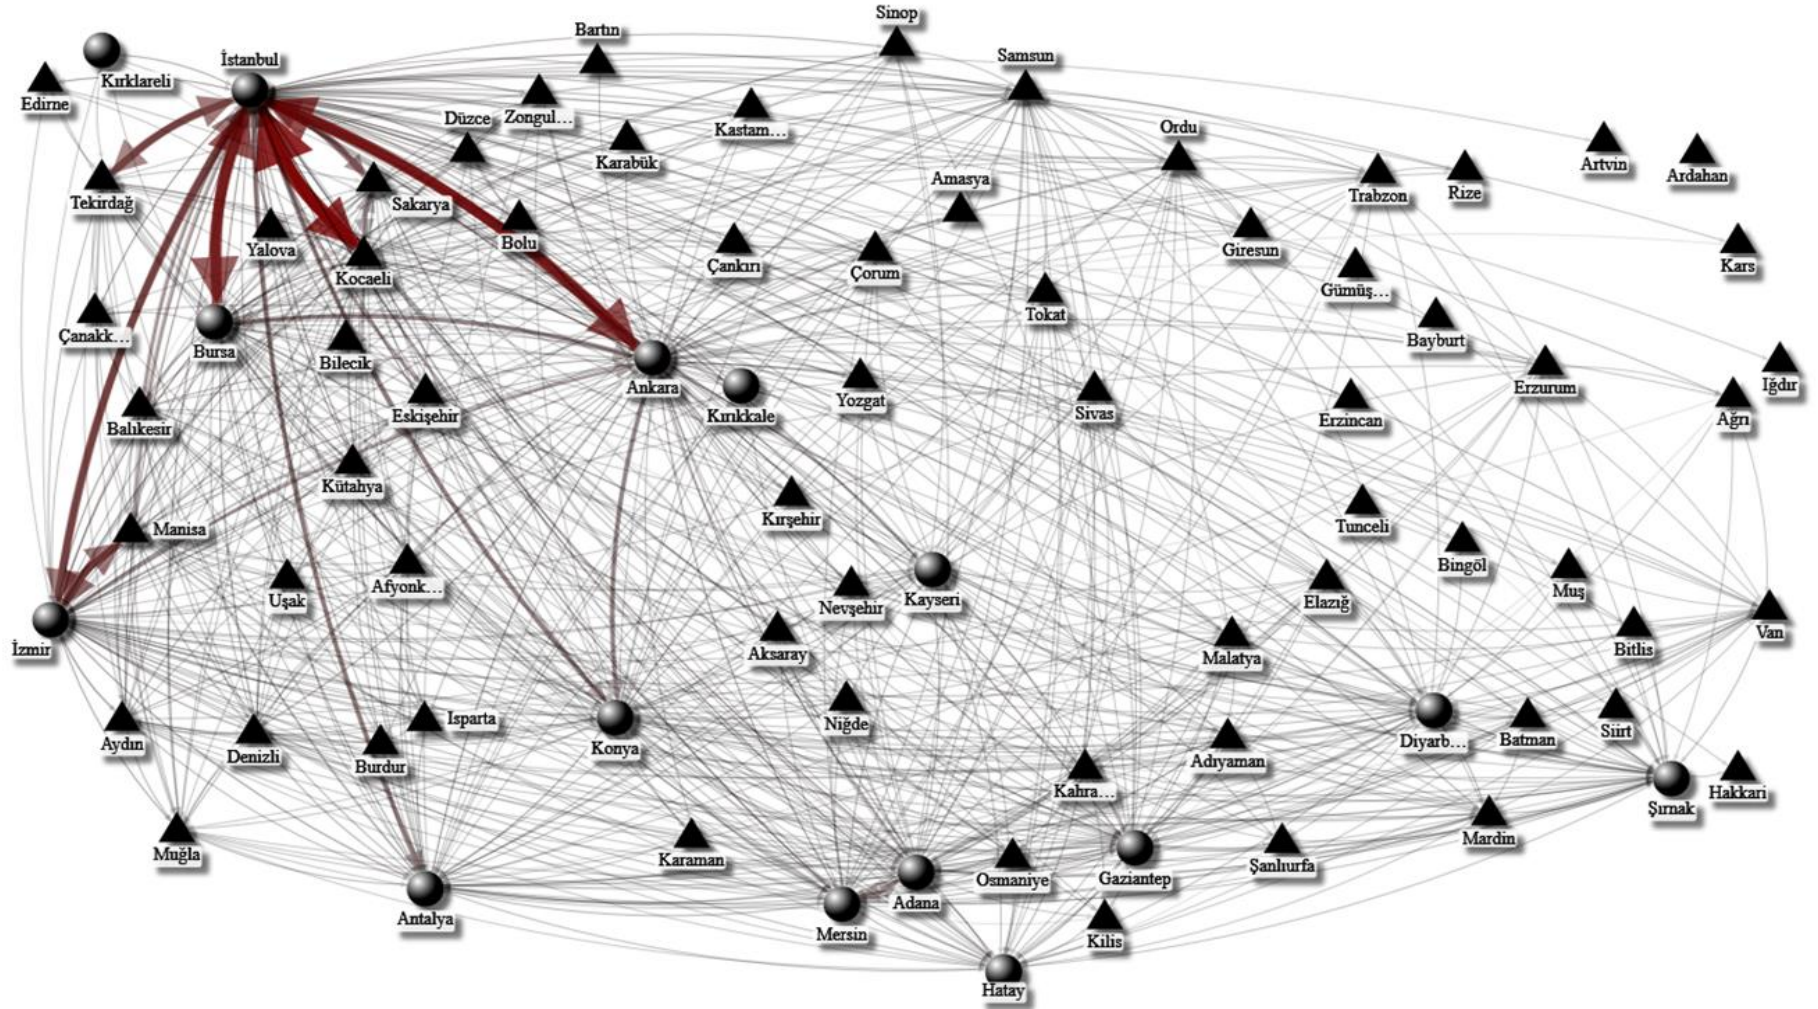 Sinop
Bartın
Samsun
İstanbul
Kırklareli
Edirne
Düzce
Zongul...
Kastam...
Karabük
Ordu
Artvin
Ardahan
Amasya
Trabzon
Rize
Tekirdağ
Sakarya
Yalova
Bolu
Kocaeli
Çankırı
Çorum
Giresun
Kars
Gümüş...
Tokat
Çanakk...
Bursa
Bilecik
Bayburt
Ankara
Kırıkkale
Yozgat
Sivas
Erzincan
Erzurum
Iğdır
Ağrı
Balıkesir
Eskişehir
Kütahya
Kırşehir
Manisa
Tunceli
Bingöl
Uşak
Afyonk...
Nevşehir
Kayseri
Elazığ
Muş
İzmir
Aksaray
Malatya
Bitlis
Van
Aydın
Denizli
Burdur
Isparta
Konya
Niğde
Diyarb...
Batman
Siirt
Adıyaman
Kahra...
Şırnak
Hakkari
Muğla
Karaman
Mardin
Antalya
Mersin
Adana
Osmaniye
Gaziantep
Şanlıurfa
Kilis
Hatay